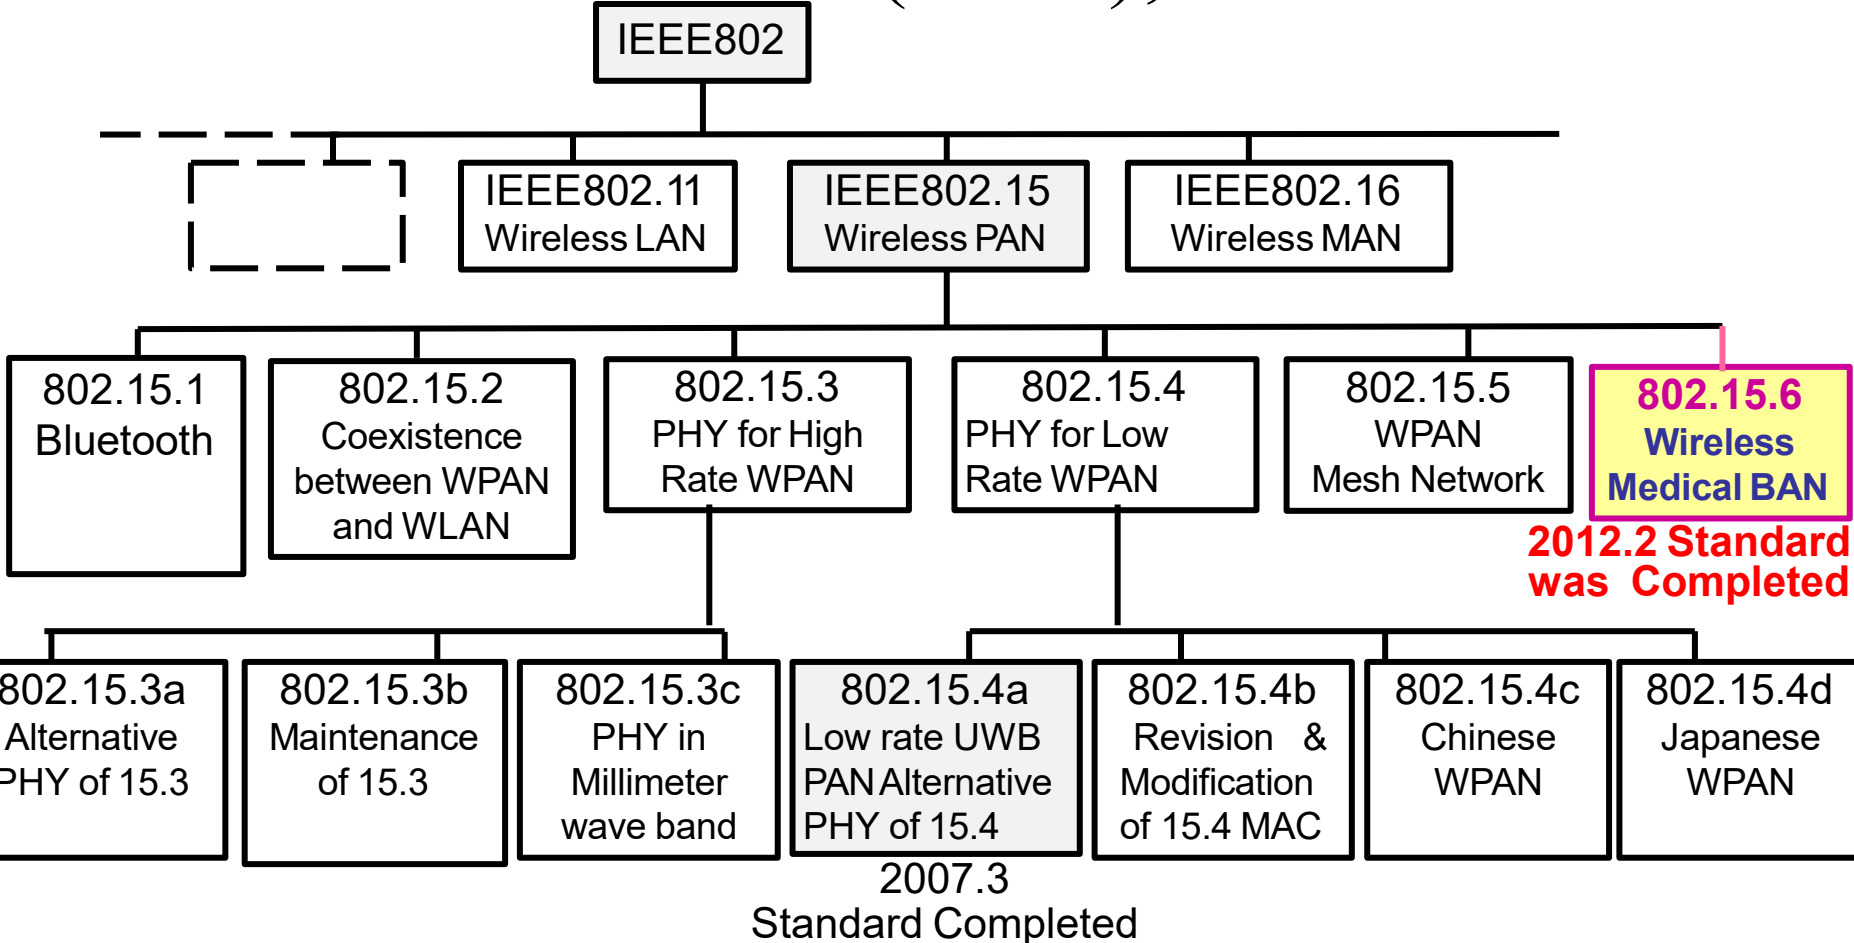 IEEE802
IEEE802.11
Wireless LAN
IEEE802.15
Wireless PAN
IEEE802.16
Wireless MAN
802.15.1
Bluetooth
802.15.2
Coexistence
between WPAN
and WLAN
802.15.3
PHY for High
Rate WPAN
802.15.4
PHY for Low
Rate WPAN
802.15.5
WPAN
Mesh Network
802.15.6
Wireless
Medical BAN
2012.2 Standard
was Completed
802.15.3a
Alternative
PHY of 15.3
802.15.3b
Maintenance
of 15.3
802.15.3c
PHY in
Millimeter
wave band
802.15.4a
Low rate UWB
PAN Alternative
PHY of 15.4
2007.3
Standard Completed
802.15.4b
Revision &
Modification
of 15.4 MAC
802.15.4c
Chinese
WPAN
802.15.4d
Japanese
WPAN